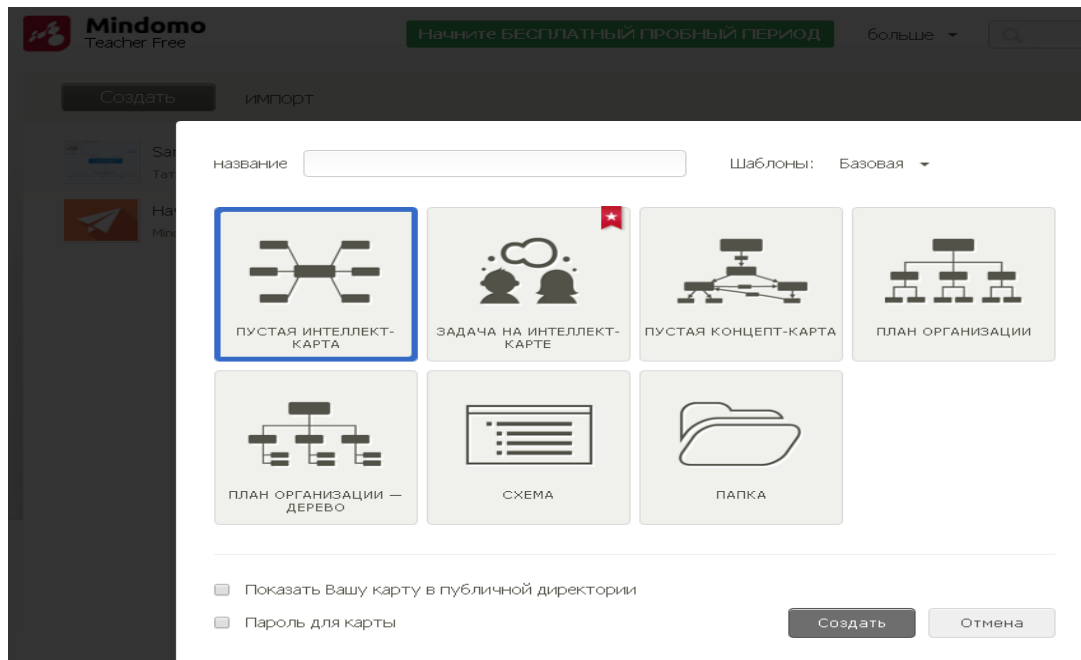 Mindomo
Teacher Free
Начните БЕСПЛАТНЫЙ ПРОБНЫЙ ПЕРИОД
больше
Создать
импорт
название
Шаблоны: Базовая
ПУСТАЯ ИНТЕЛЛЕКТ-
КАРТА
ЗАДАЧА НА ИНТЕЛЛЕКТ-
КАРТЕ
ПУСТАЯ КОНЦЕПТ-КАРТА
ПЛАН ОРГАНИЗАЦИИ
ПЛАН ОРГАНИЗАЦИИ —
ДЕРЕВО
СХЕМА
ПАПКА
Показать Вашу карту в публичной директории
Пароль для карты
Создать
Отмена